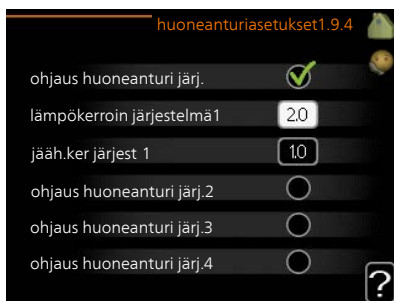 huoneanturiasetukset1.9.4
ohjaus huoneanturi järj.
lämpökerroin järjestelmä1 2.0
jääh.ker järjest 1 1.0
ohjaus huoneanturi järj.2
ohjaus huoneanturi järj.3
ohjaus huoneanturi järj.4
?